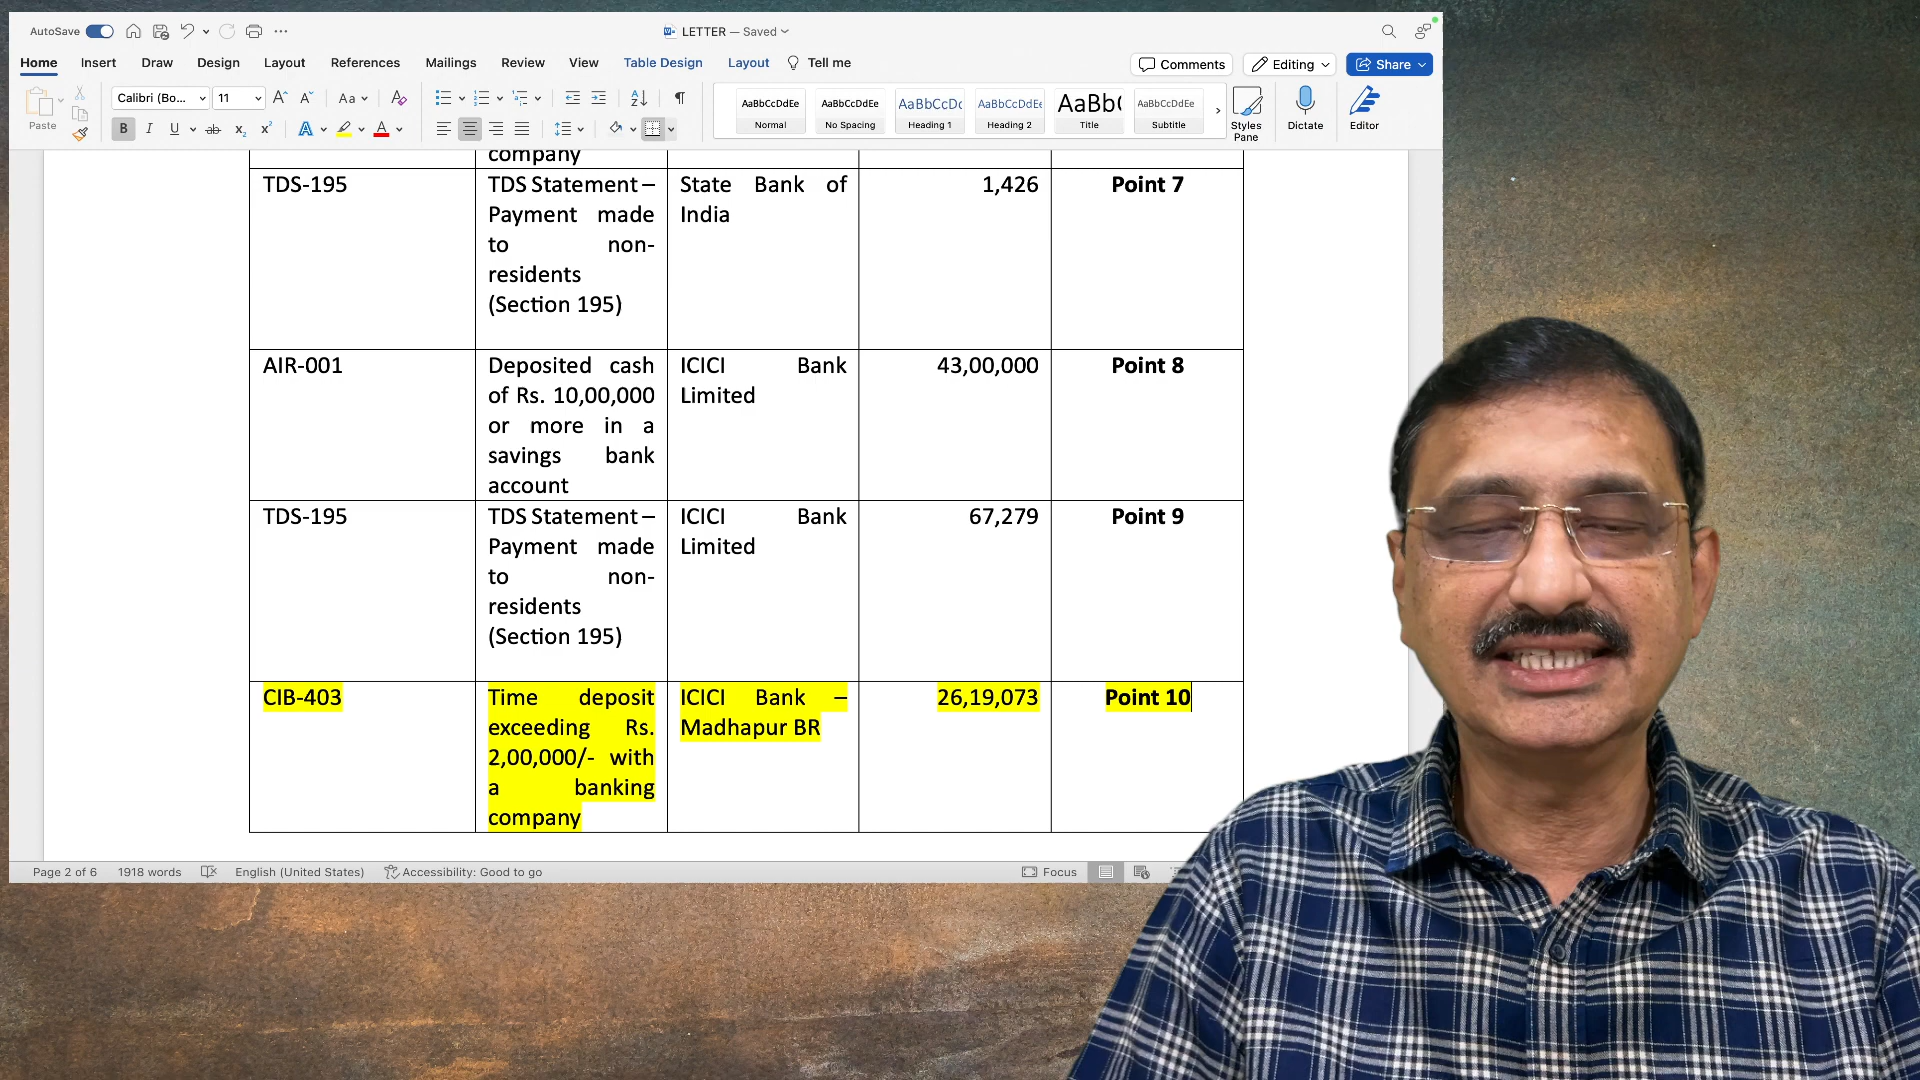 AutoSave
LETTER — Saved
Home Insert Draw Design Layout References Mailings Review View Table Design Layout Tell me
Comments Editing Share
Paste
Calibri (Bo... 11 Aa
AaBbCcDdEe AaBbCcDdEe AaBbCcDc AaBbCcDdEe AaBb( AaBbCcDdEe
Normal No Spacing Heading 1 Heading 2 Title Subtitle
Styles Pane Dictate Editor
company
TDS-195
TDS Statement –
Payment made
to non-
residents
(Section 195)
State Bank of
India
1,426
Point 7
AIR-001
Deposited cash
of Rs. 10,00,000
or more in a
savings bank
account
ICICI Bank
Limited
43,00,000
Point 8
TDS-195
TDS Statement –
Payment made
to non-
residents
(Section 195)
ICICI Bank
Limited
67,279
Point 9
CIB-403
Time deposit
exceeding Rs.
2,00,000/- with
a banking
company
ICICI Bank –
Madhapur BR
26,19,073
Point 10
Page 2 of 6 1918 words English (United States) Accessibility: Good to go Focus